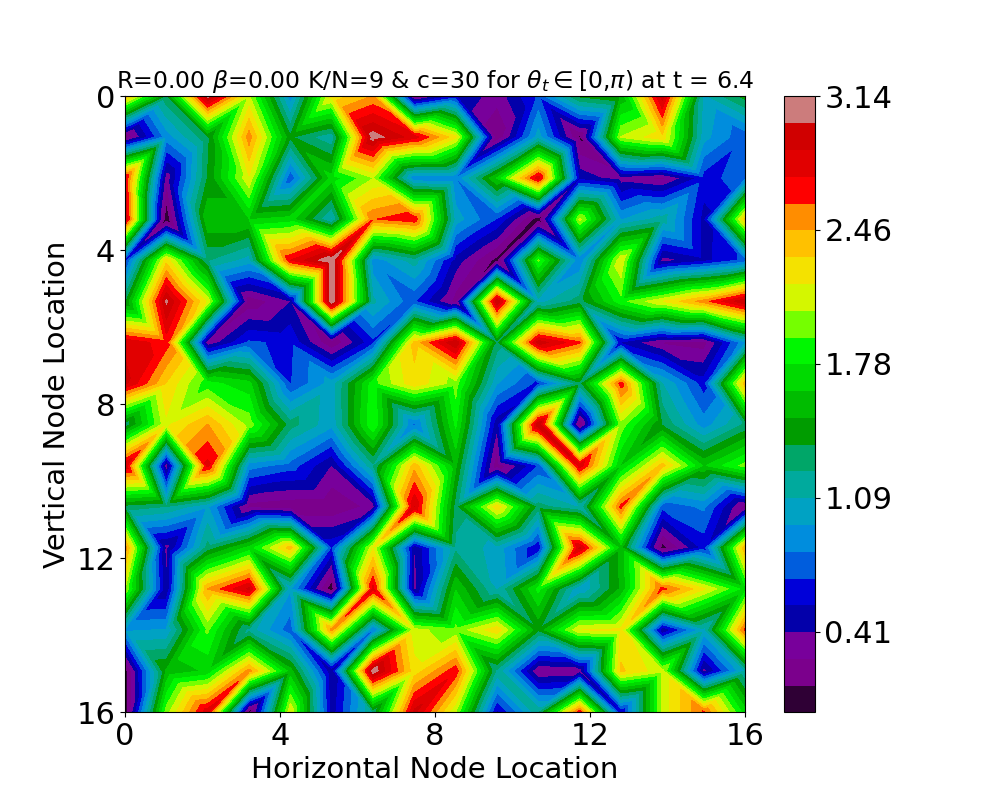 R=0.00 β=0.00 K/N=9 & c=30 for θₜ ∈ [0,π) at t = 6.4
0
4
8
12
16
Vertical Node Location
0 4 8 12 16
Horizontal Node Location
3.14
2.46
1.78
1.09
0.41